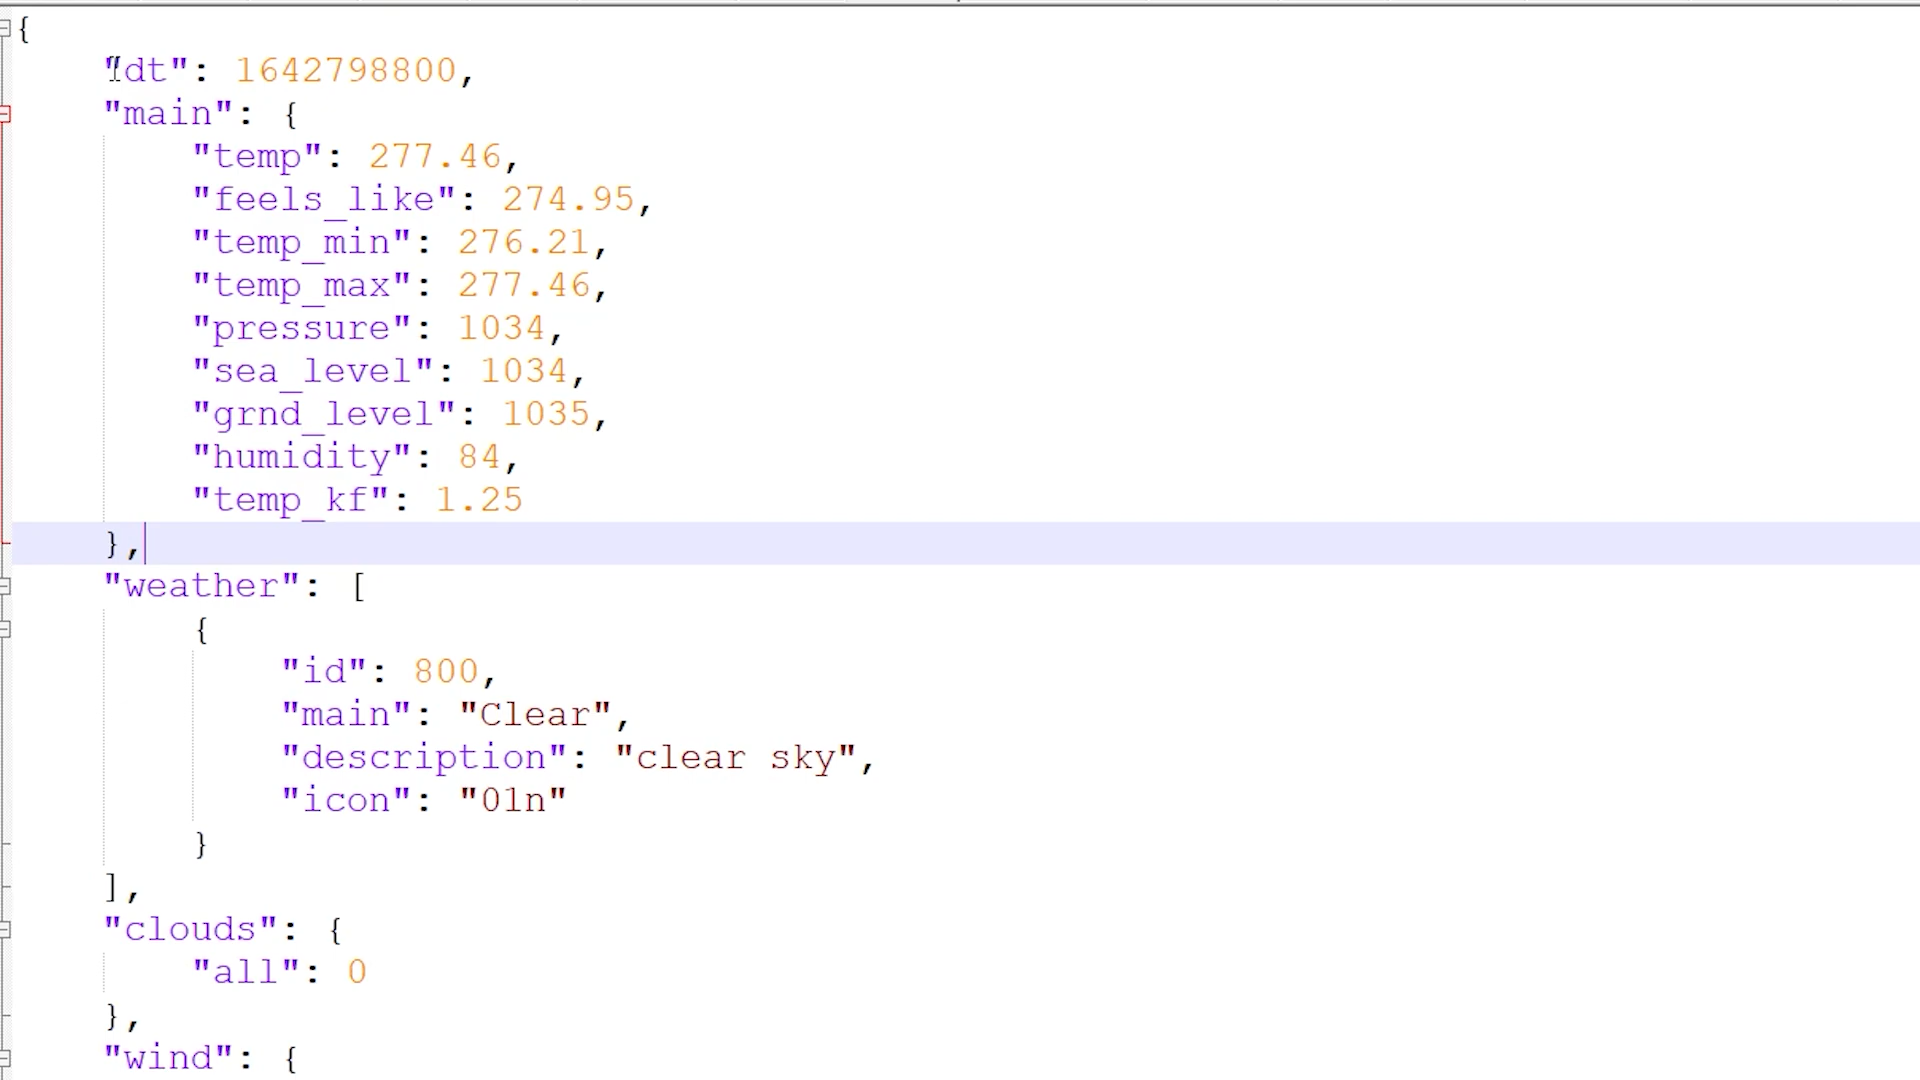 {
"dt": 1642798800,
"main": {
"temp": 277.46,
"feels_like": 274.95,
"temp_min": 276.21,
"temp_max": 277.46,
"pressure": 1034,
"sea_level": 1034,
"grnd_level": 1035,
"humidity": 84,
"temp_kf": 1.25
},
"weather": [
{
"id": 800,
"main": "Clear",
"description": "clear sky",
"icon": "01n"
}
],
"clouds": {
"all": 0
},
"wind": {